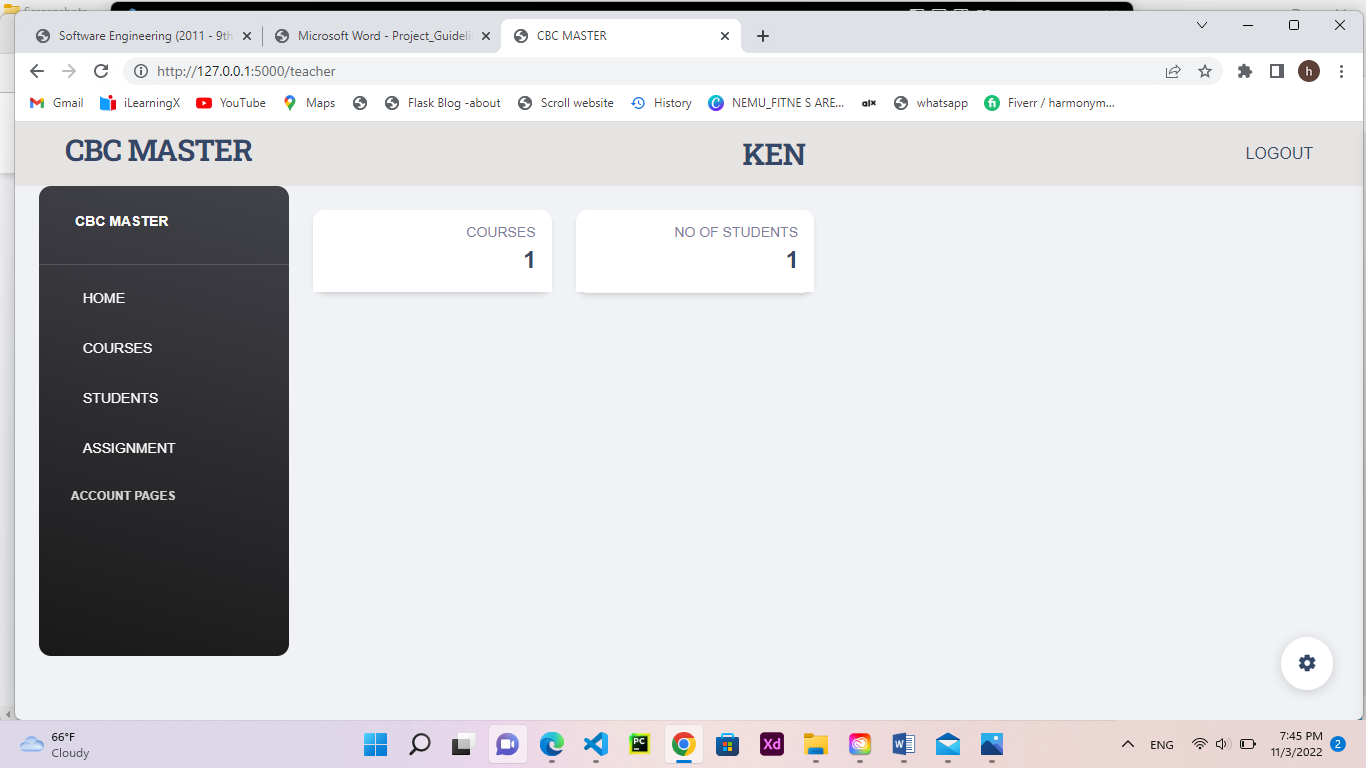 Software Engineering (2011 - 9th
Microsoft Word - Project_Guideli
CBC MASTER
http://127.0.0.1:5000/teacher
h
Gmail
iLearningX
YouTube
Maps
Flask Blog -about
Scroll website
History
NEMU_FITNE S ARE...
alx
whatsapp
fi
Fiverr / harmonym...
CBC MASTER
KEN
LOGOUT
CBC MASTER
HOME
COURSES
STUDENTS
ASSIGNMENT
ACCOUNT PAGES
COURSES
1
NO OF STUDENTS
1
66°F
Cloudy
PC
Xd
W
ENG
7:45 PM
11/3/2022
2